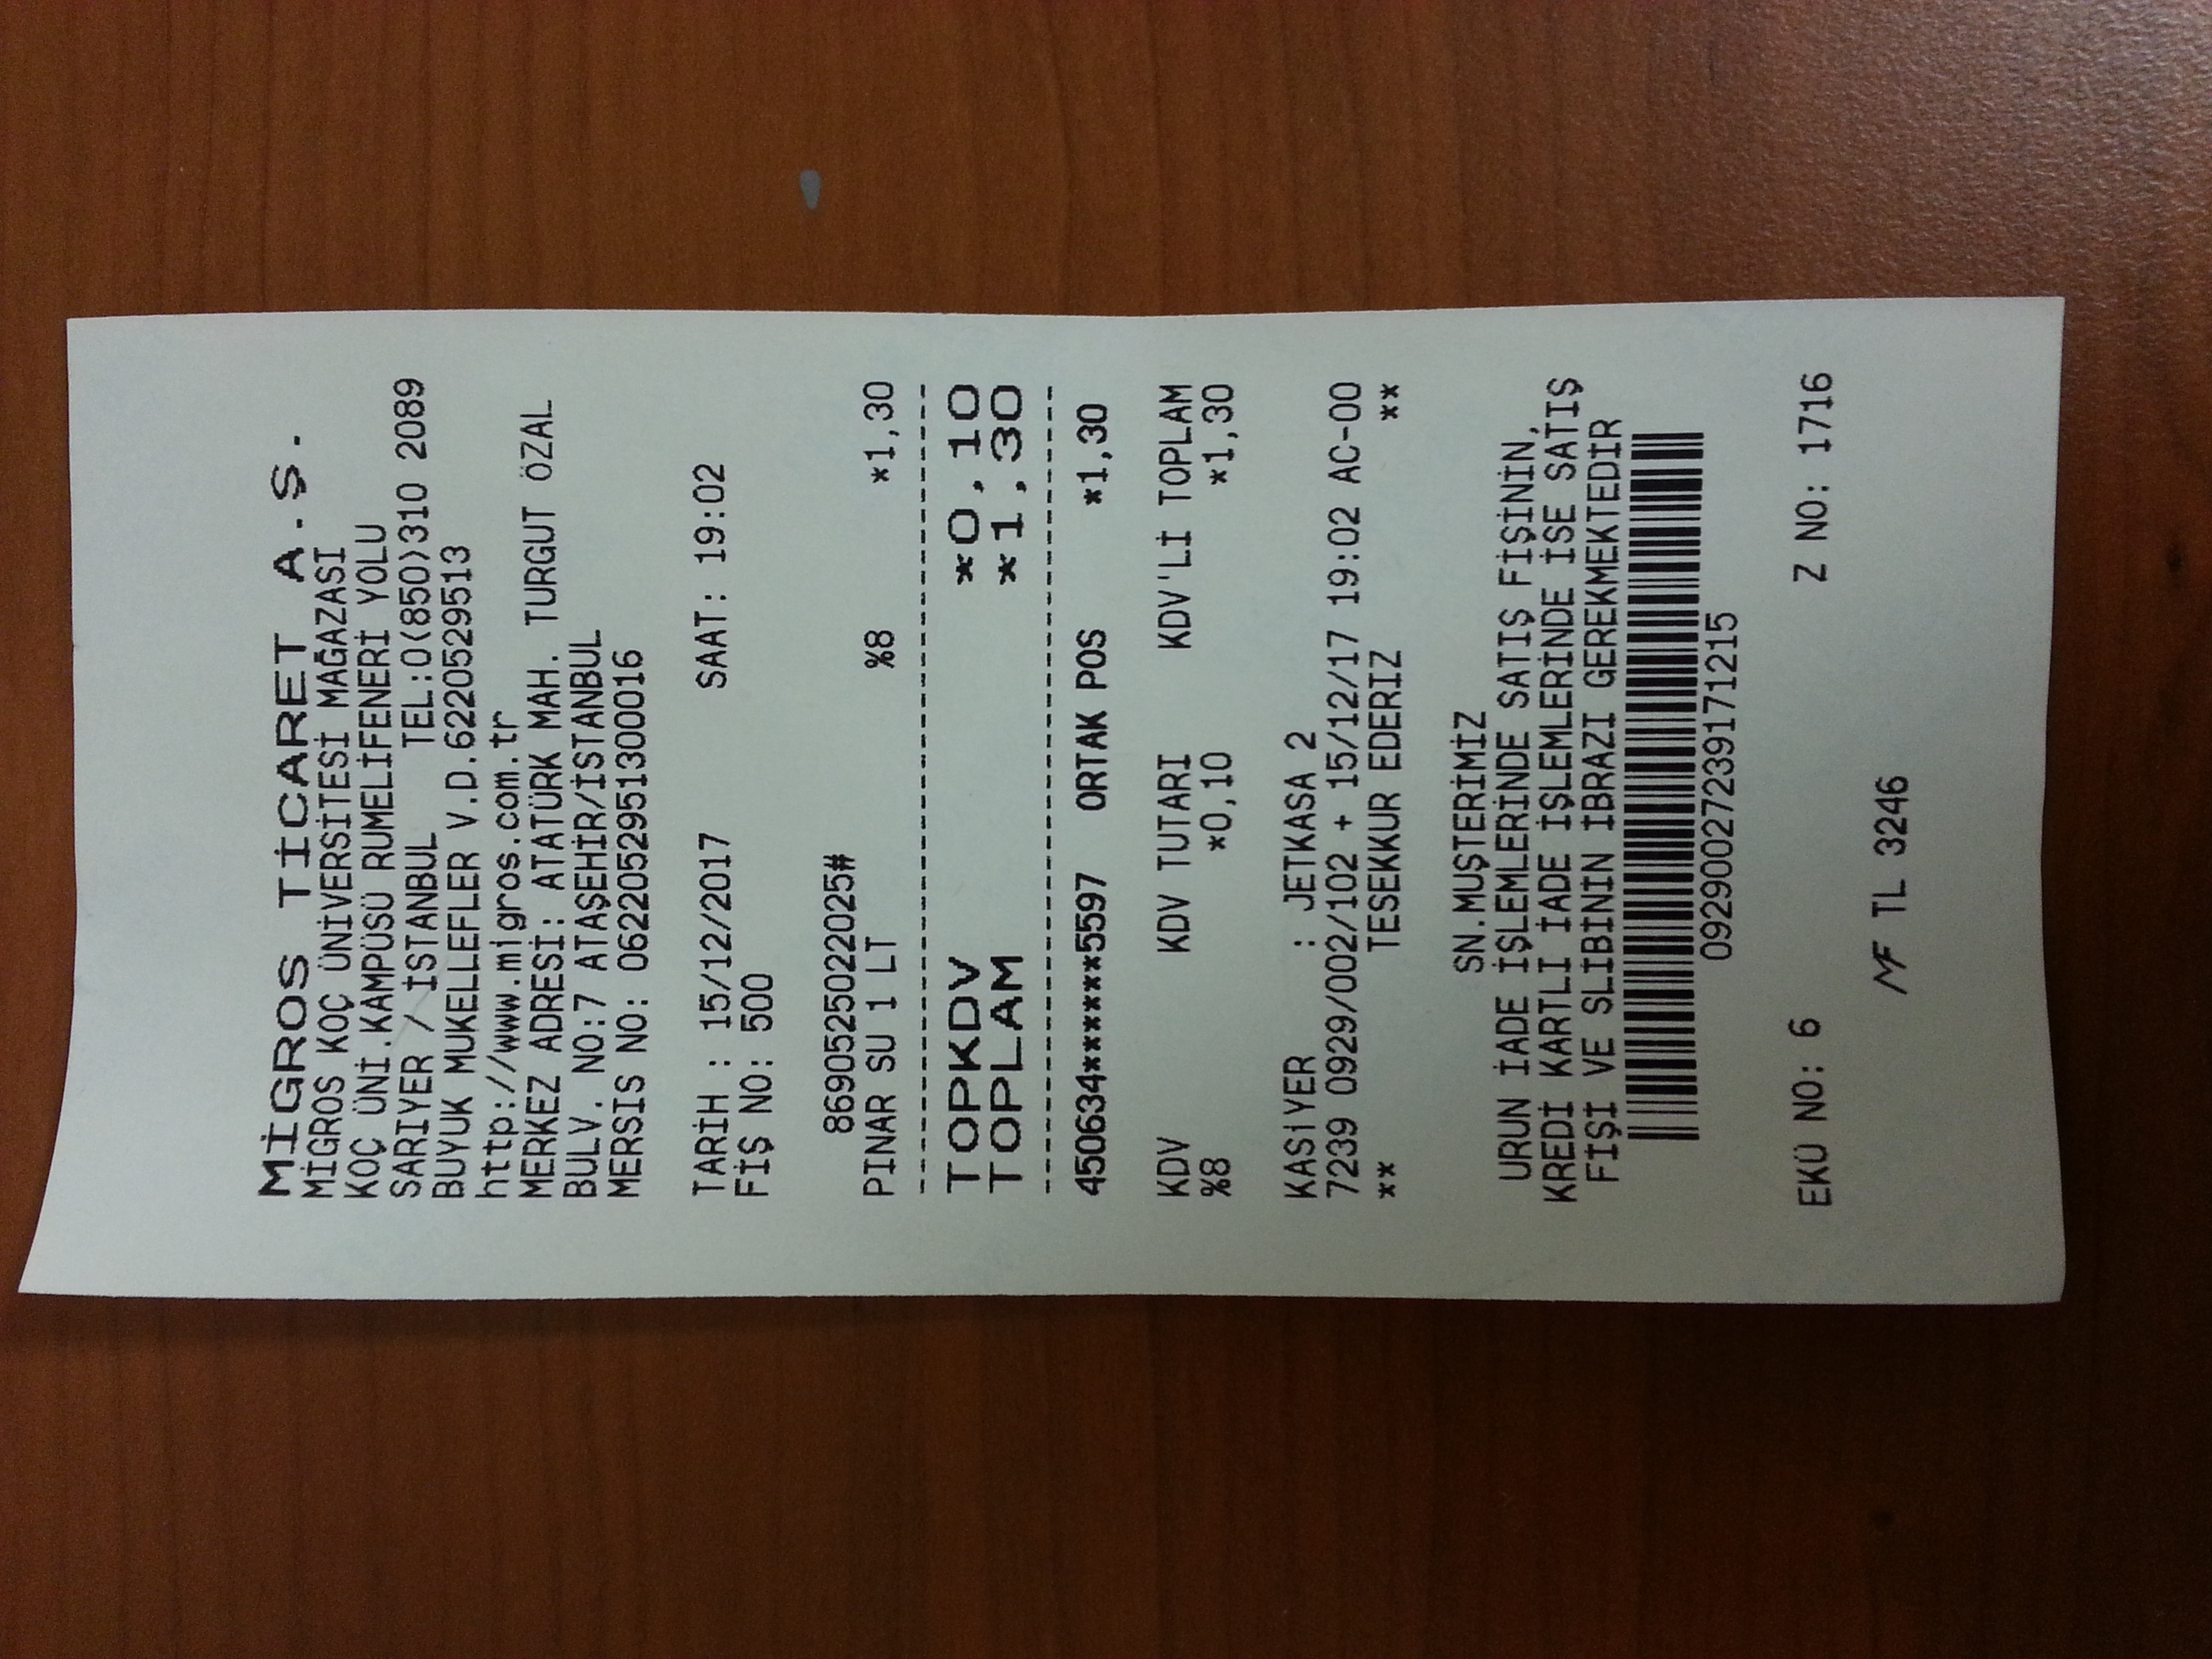 MİGROS TİCARET A.Ş.
MİGROS KOÇ ÜNİVERSİTESİ MAĞAZASI
KOÇ ÜNİ.KAMPÜSÜ RUMELİFENERİ YOLU
SARIYER / İSTANBUL TEL:0(850)310 2089
BUYUK MUKELLEFLER V.D.6220529513
http://www.migros.com.tr
MERKEZ ADRESİ: ATATÜRK MAH. TURGUT ÖZAL
BULV. NO:7 ATAŞEHİR/İSTANBUL
MERSIS NO: 0622052951300016
TARİH : 15/12/2017 SAAT: 19:02
FİŞ NO: 500
8690525022025#
PINAR SU 1 LT %8 *1,30
TOPKDV *0,10
TOPLAM *1,30
450634******5597 ORTAK POS *1,30
KDV KDV TUTARI KDV'Lİ TOPLAM
%8 *0,10 *1,30
KASİYER : JETKASA 2
7239 0929/002/102 + 15/12/17 19:02 AC-00
** TESEKKUR EDERIZ **
SN.MUŞTERİMİZ
URUN İADE İŞLEMLERİNDE SATIŞ FİŞİNİN,
KREDİ KARTLI İADE İŞLEMLERİNDE İSE SATIŞ
FİŞİ VE SLİBİNİN İBRAZI GEREKMEKTEDİR
09290027239171215
EKÜ NO: 6 Z NO: 1716
MF TL 3246